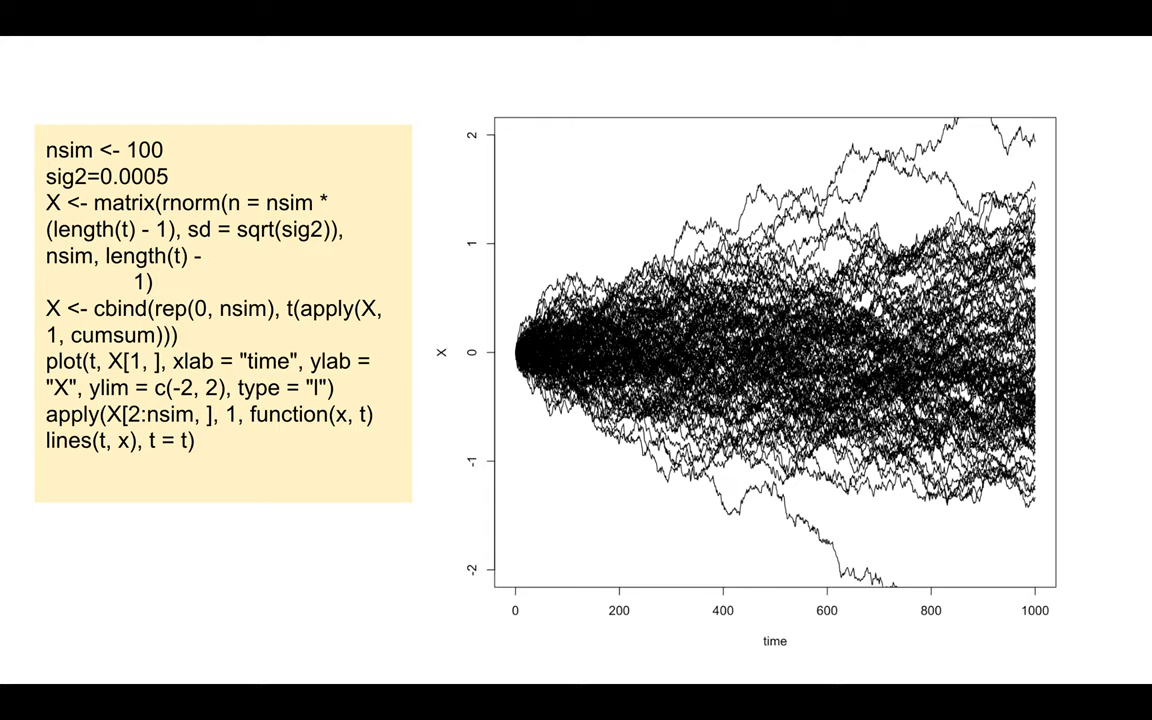 nsim <- 100
sig2=0.0005
X <- matrix(rnorm(n = nsim *
(length(t) - 1), sd = sqrt(sig2)),
nsim, length(t) -
1)
X <- cbind(rep(0, nsim), t(apply(X,
1, cumsum)))
plot(t, X[1, ], xlab = "time", ylab =
"X", ylim = c(-2, 2), type = "l")
apply(X[2:nsim, ], 1, function(x, t)
lines(t, x), t = t)
2
1
0
-1
-2
X
0 200 400 600 800 1000
time